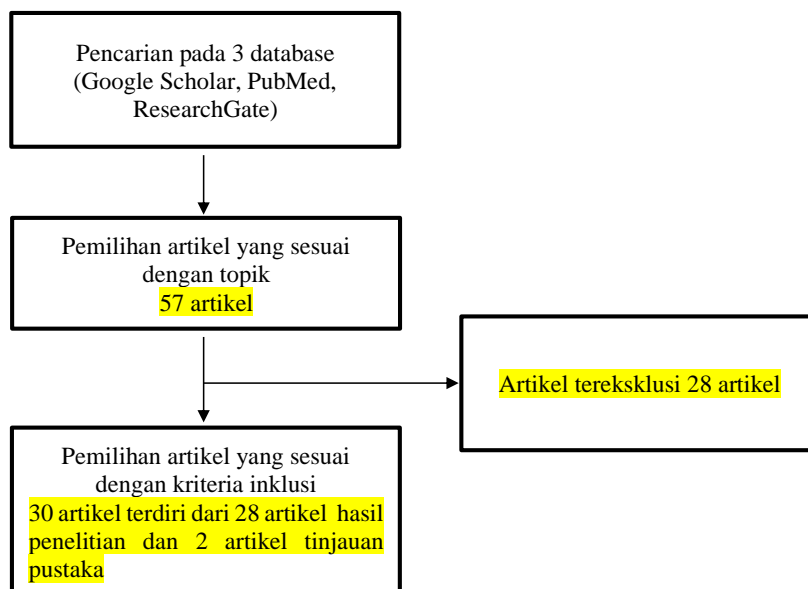 Pencarian pada 3 database
(Google Scholar, PubMed,
ResearchGate)
Pemilihan artikel yang sesuai
dengan topik
57 artikel
Artikel tereksklusi 28 artikel
Pemilihan artikel yang sesuai
dengan kriteria inklusi
30 artikel terdiri dari 28 artikel hasil
penelitian dan 2 artikel tinjauan
pustaka